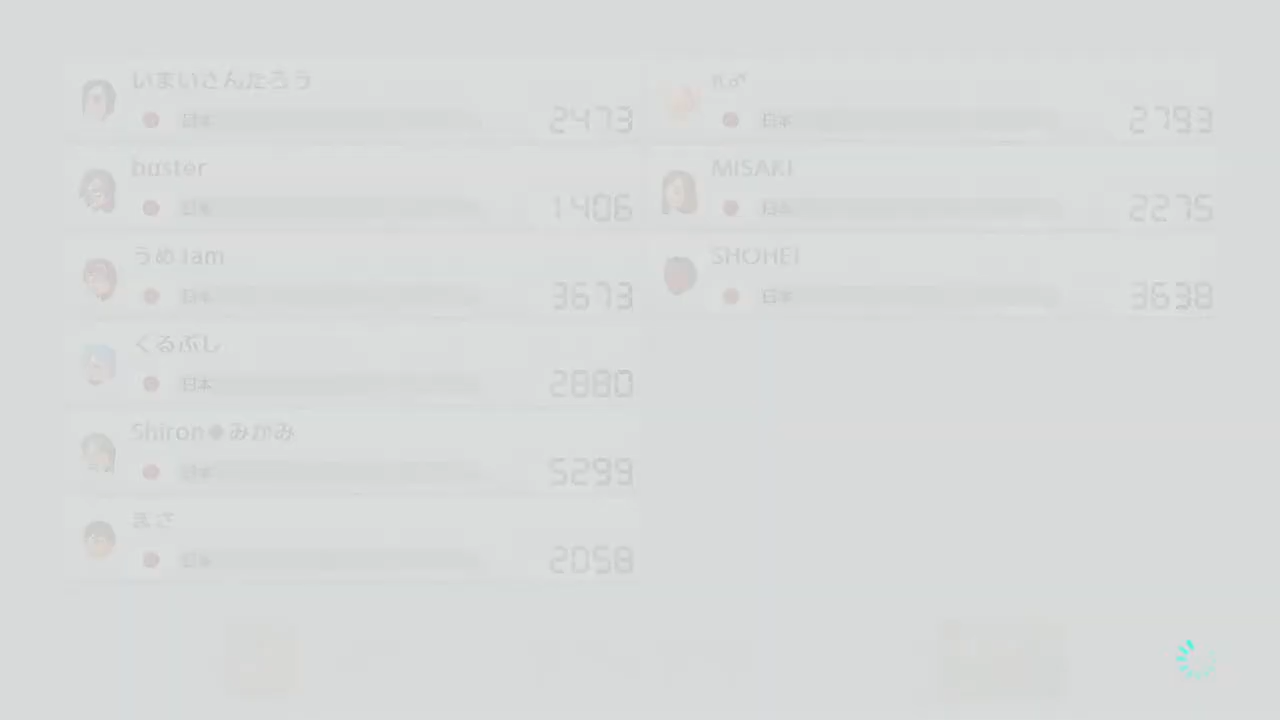 いまいさんたろう
日本 2473
buster
日本 1406
うめ Iam
日本 3673
くるぶし
日本 2880
Shiron◆みかみ
日本 5299
まさ
日本 2058
日本 2793
MISAKI
日本 2275
SHOHEI
日本 3638